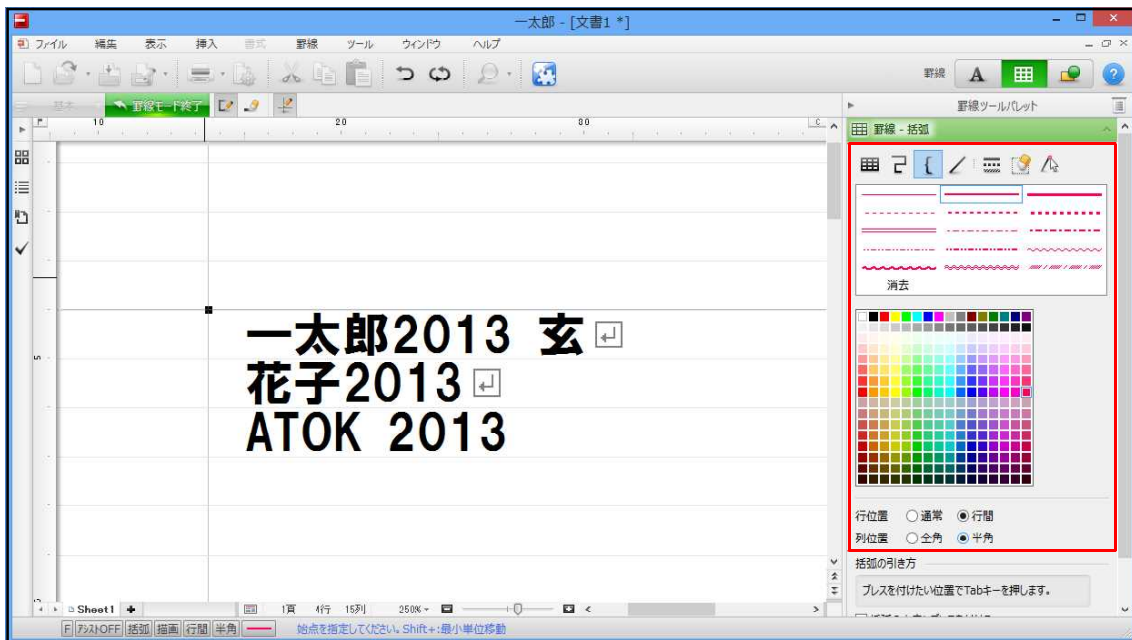 一太郎 - [文書1 *]
ファイル 編集 表示 挿入 書式 罫線 ツール ウィンドウ ヘルプ
罫線 A ?
基本 罫線モード終了
罫線ツールパレット
10 20 30
罫線 - 括弧
消去
一太郎2013 玄
花子2013
ATOK 2013
5
行位置 通常 行間
列位置 全角 半角
括弧の引き方
ブレスを付けたい位置でTabキーを押します。
Sheet1 1頁 4行 15列 250%
F アシストOFF 括弧 描画 行間 半角 始点を指定してください。Shift+:最小単位移動